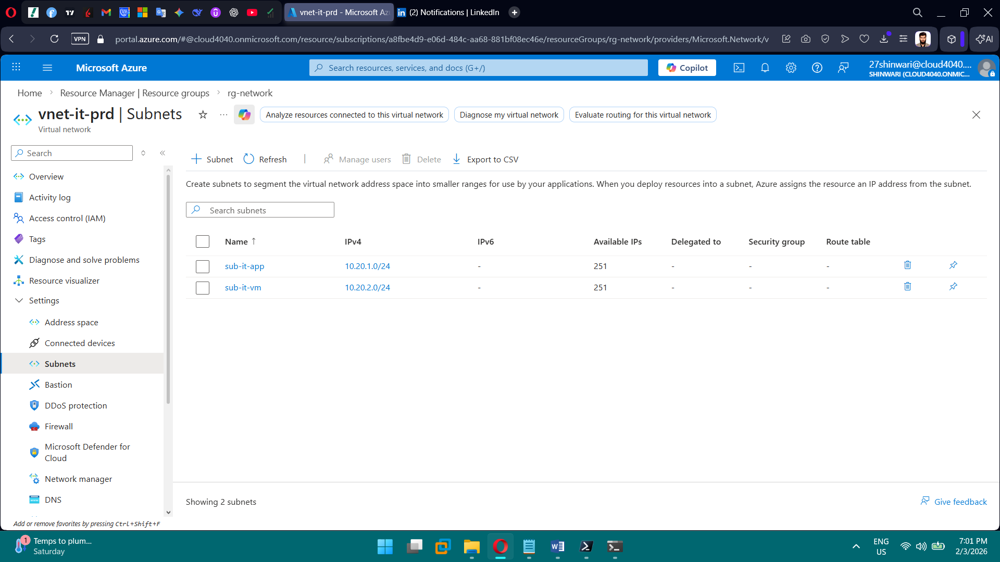 vnet-it-prd - Microsoft Az
(2) Notifications | LinkedIn
VPN
portal.azure.com/#@cloud4040.onmicrosoft.com/resource/subscriptions/a8fbe4d9-e06d-484c-aa68-881bf08ec46e/resourceGroups/rg-network/providers/Microsoft.Network/v
AI
Microsoft Azure
Search resources, services, and docs (G+/)
Copilot
27shinwari@cloud4040....
SHINWARI (CLOUD4040.ONMIC...
Home
Resource Manager | Resource groups
rg-network
vnet-it-prd | Subnets
Virtual network
Analyze resources connected to this virtual network
Diagnose my virtual network
Evaluate routing for this virtual network
Search
Subnet
Refresh
Manage users
Delete
Export to CSV
Create subnets to segment the virtual network address space into smaller ranges for use by your applications. When you deploy resources into a subnet, Azure assigns the resource an IP address from the subnet.
Search subnets
Name ↑ IPv4 IPv6 Available IPs Delegated to Security group Route table
sub-it-app 10.20.1.0/24 - 251 - - -
sub-it-vm 10.20.2.0/24 - 251 - - -
Overview
Activity log
Access control (IAM)
Tags
Diagnose and solve problems
Resource visualizer
Settings
Address space
Connected devices
Subnets
Bastion
DDoS protection
Firewall
Microsoft Defender for
Cloud
Network manager
DNS
Showing 2 subnets
Give feedback
Add or remove favorites by pressing Ctrl+Shift+F
1
Temps to plum...
Saturday
ENG
US
7:01 PM
2/3/2026